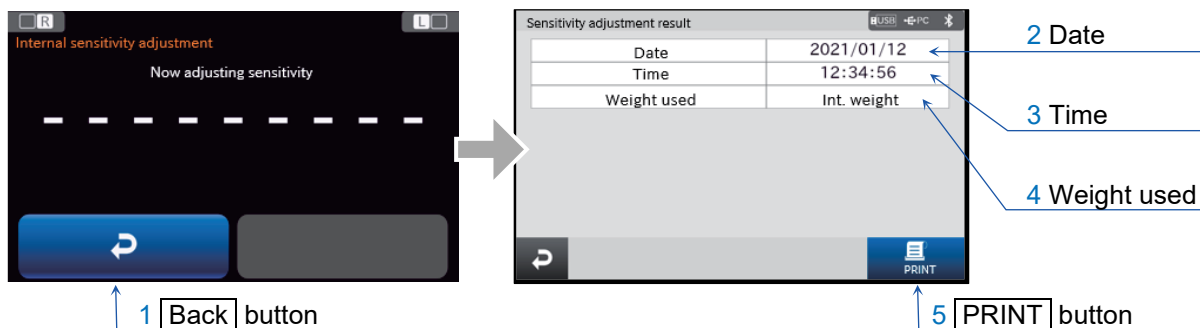 R
L
Internal sensitivity adjustment
Now adjusting sensitivity
Sensitivity adjustment result
USB PC
Date 2021/01/12
Time 12:34:56
Weight used Int. weight
PRINT
2 Date
3 Time
4 Weight used
1 Back button
5 PRINT button